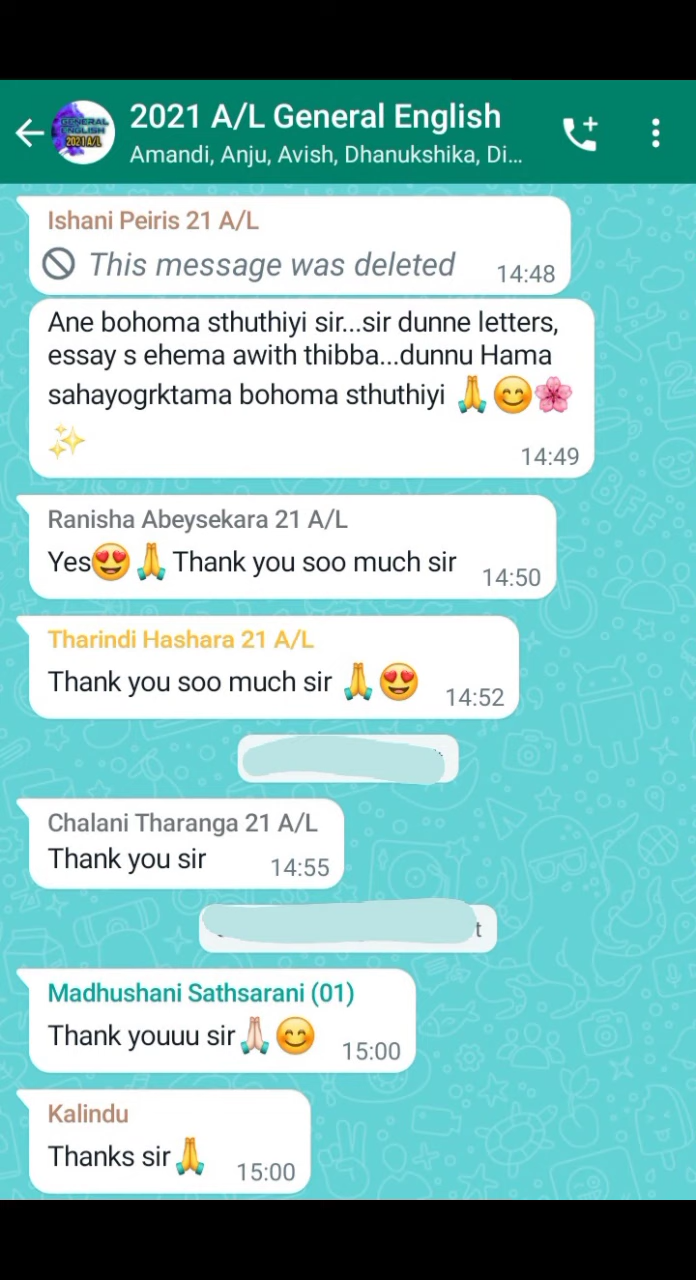 2021 A/L General English
GENERAL
ENGLISH
2021 A/L
Amandi, Anju, Avish, Dhanukshika, Di...
Ishani Peiris 21 A/L
This message was deleted 14:48
Ane bohoma sthuthiyi sir...sir dunne letters,
essay s ehema awith thibba...dunnu Hama
sahayogrktama bohoma sthuthiyi 🙏😊🌸
✨
14:49
Ranisha Abeysekara 21 A/L
Yes😍🙏Thank you soo much sir 14:50
Tharindi Hashara 21 A/L
Thank you soo much sir 🙏😍 14:52
Chalani Tharanga 21 A/L
Thank you sir 14:55
t
Madhushani Sathsarani (01)
Thank youuu sir🙏🏻😊 15:00
Kalindu
Thanks sir🙏 15:00